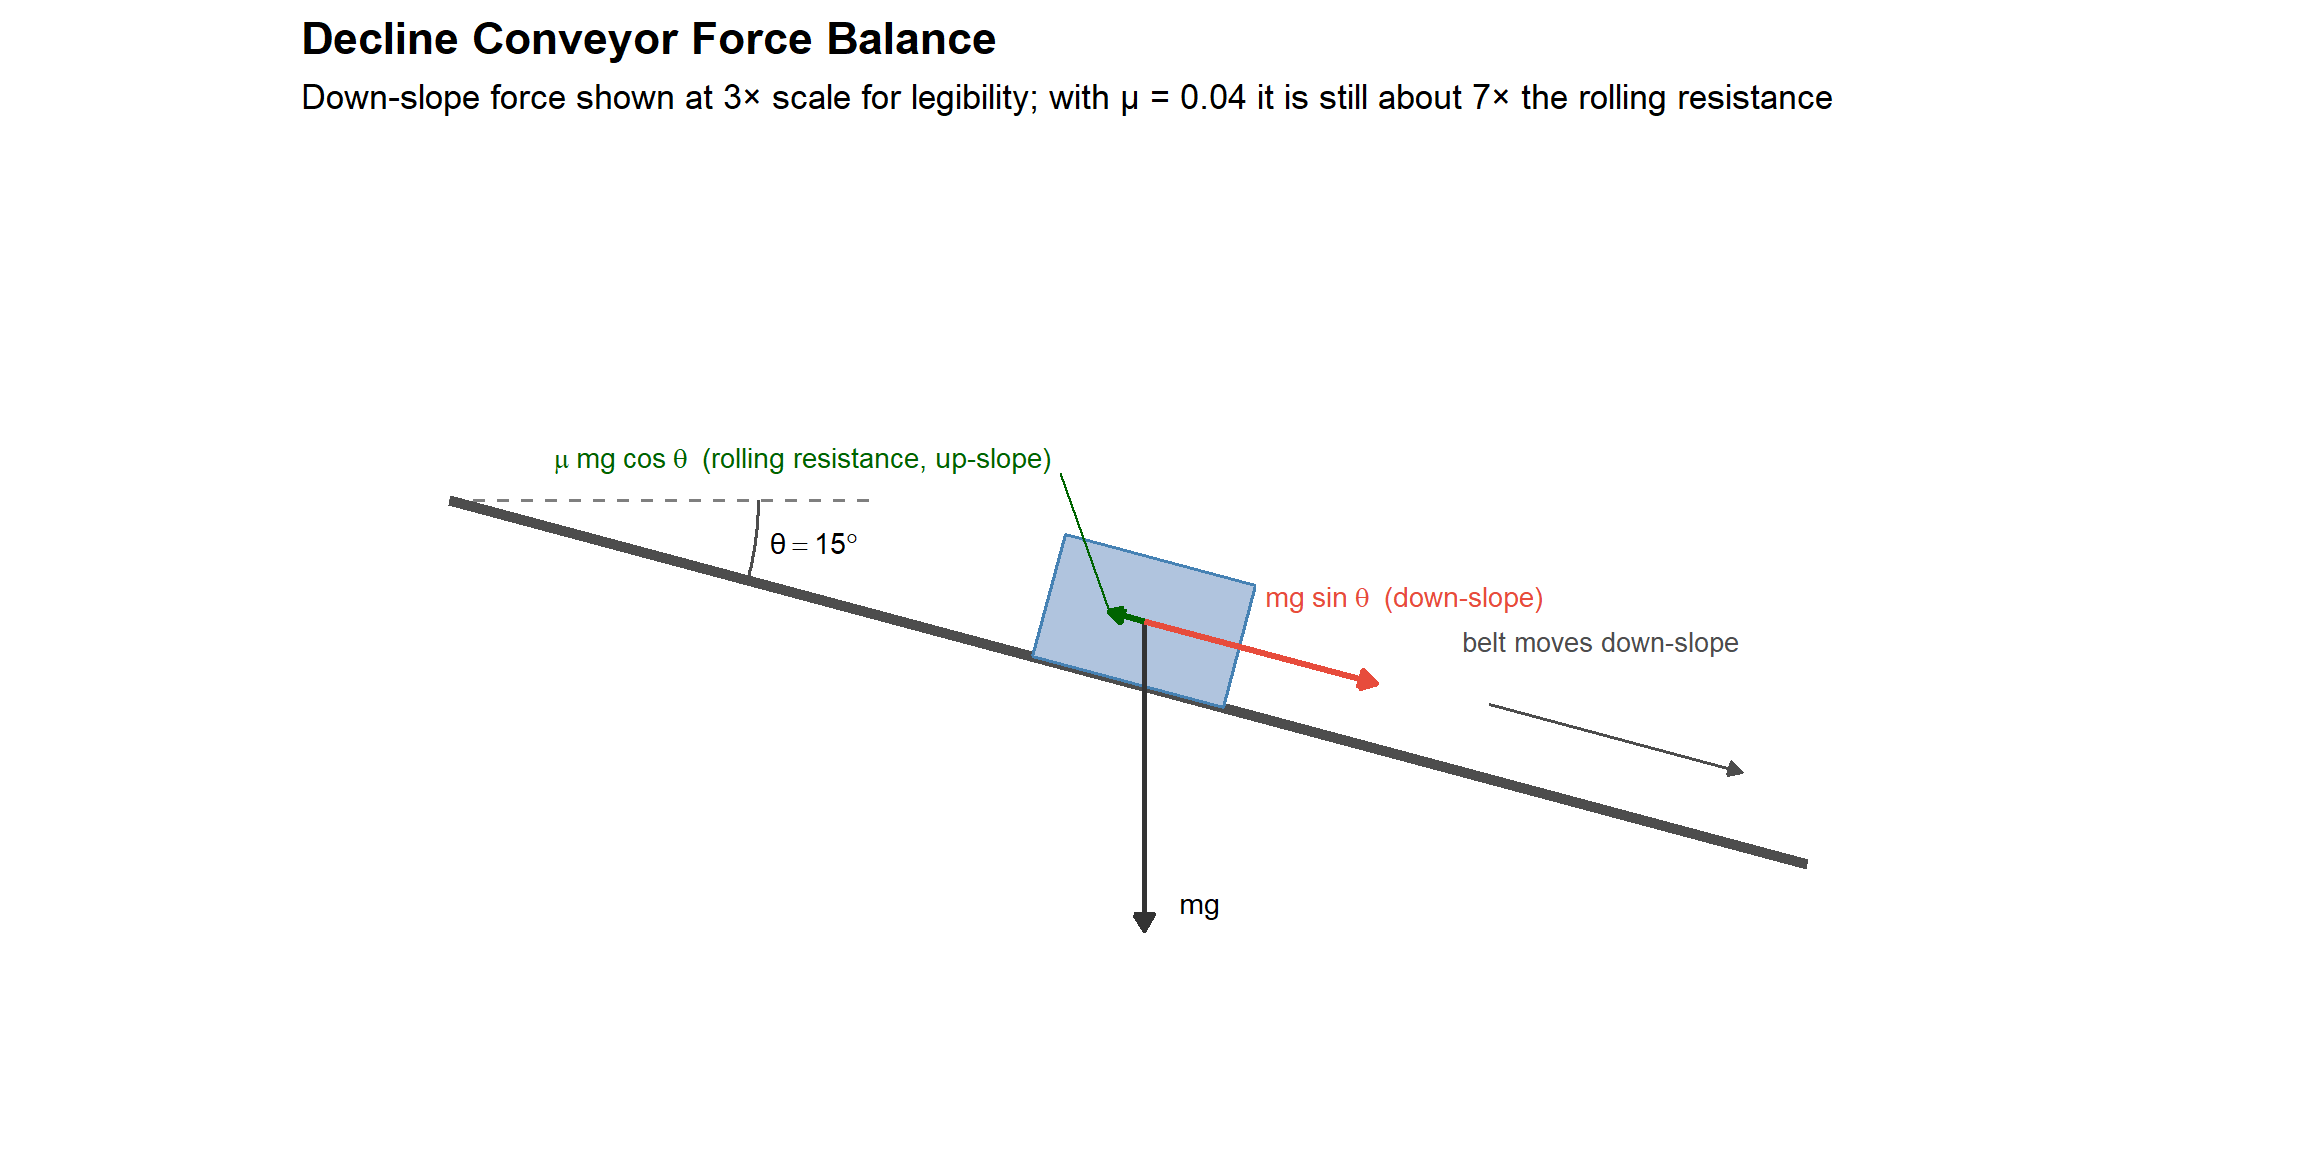 Decline Conveyor Force Balance
Down-slope force shown at 3× scale for legibility; with μ = 0.04 it is still about 7× the rolling resistance
μ mg cos θ (rolling resistance, up-slope)
θ = 15°
mg sin θ (down-slope)
belt moves down-slope
mg